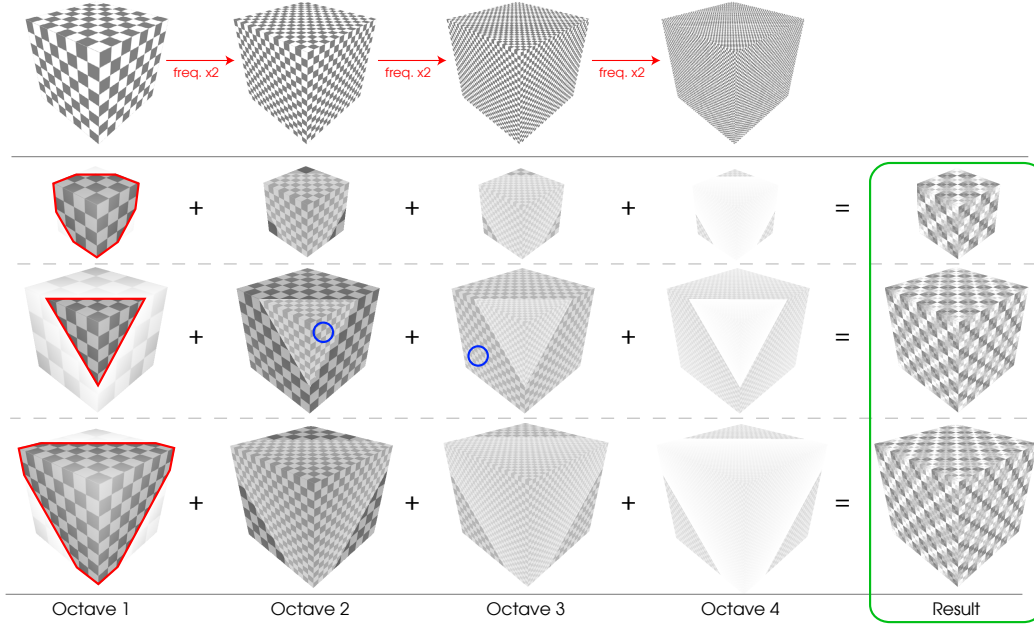 freq. x2
freq. x2
freq. x2
+ + + =
+ + + =
+ + + =
Octave 1
Octave 2
Octave 3
Octave 4
Result